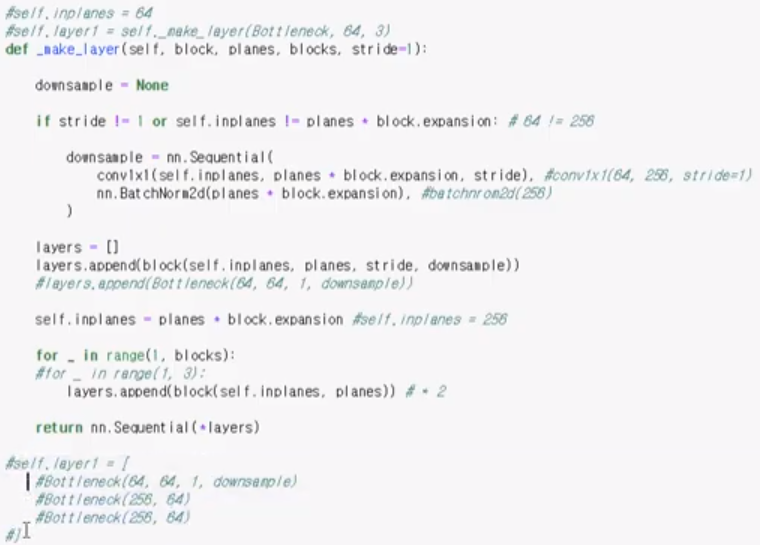 #self.inplanes = 64
#self.layer1 = self._make_layer(Bottleneck, 64, 3)
def _make_layer(self, block, planes, blocks, stride=1):
downsample = None
if stride != 1 or self.inplanes != planes * block.expansion: # 64 != 256
downsample = nn.Sequential(
conv1x1(self.inplanes, planes * block.expansion, stride), #conv1x1(64, 256, stride=1)
nn.BatchNorm2d(planes * block.expansion), #batchnrom2d(256)
)
layers = []
layers.append(block(self.inplanes, planes, stride, downsample))
#layers.append(Bottleneck(64, 64, 1, downsample))
self.inplanes = planes * block.expansion #self.inplanes = 256
for _ in range(1, blocks):
#for _ in range(1, 3):
layers.append(block(self.inplanes, planes)) # * 2
return nn.Sequential(*layers)
#self.layer1 = [
#Bottleneck(64, 64, 1, downsample)
#Bottleneck(256, 64)
#Bottleneck(256, 64)
#]